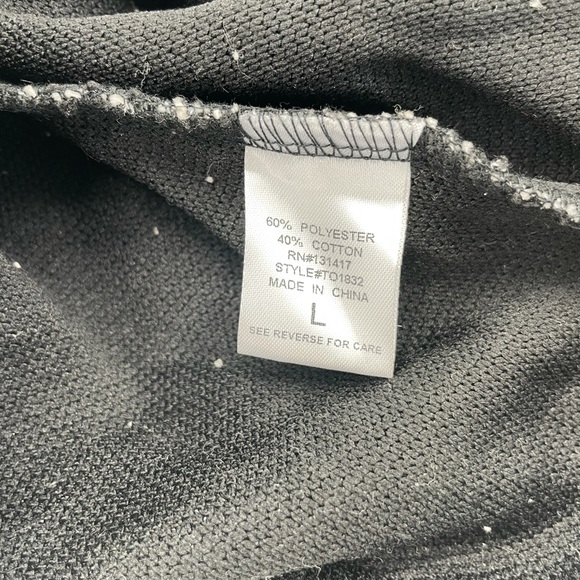 60% POLYESTER
40% COTTON
RN#131417
STYLE#TO1832
MADE IN CHINA
L
SEE REVERSE FOR CARE